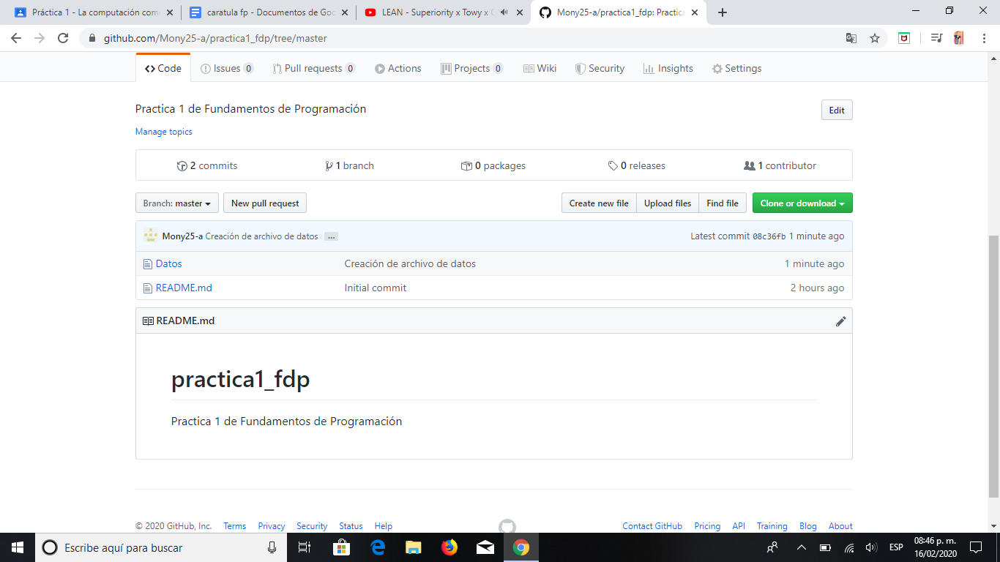 Práctica 1 - La computación com
caratula fp - Documentos de Goo
LEAN - Superiority x Towy x
Mony25-a/practica1_fdp: Practica
github.com/Mony25-a/practica1_fdp/tree/master
Code Issues 0 Pull requests 0 Actions Projects 0 Wiki Security Insights Settings
Practica 1 de Fundamentos de Programación
Edit
Manage topics
2 commits 1 branch 0 packages 0 releases 1 contributor
Branch: master New pull request Create new file Upload files Find file Clone or download
Mony25-a Creación de archivo de datos ... Latest commit 08c36fb 1 minute ago
Datos Creación de archivo de datos 1 minute ago
README.md Initial commit 2 hours ago
README.md
practica1_fdp
Practica 1 de Fundamentos de Programación
© 2020 GitHub, Inc. Terms Privacy Security Status Help Contact GitHub Pricing API Training Blog About
Escribe aquí para buscar
ESP
08:46 p. m.
16/02/2020